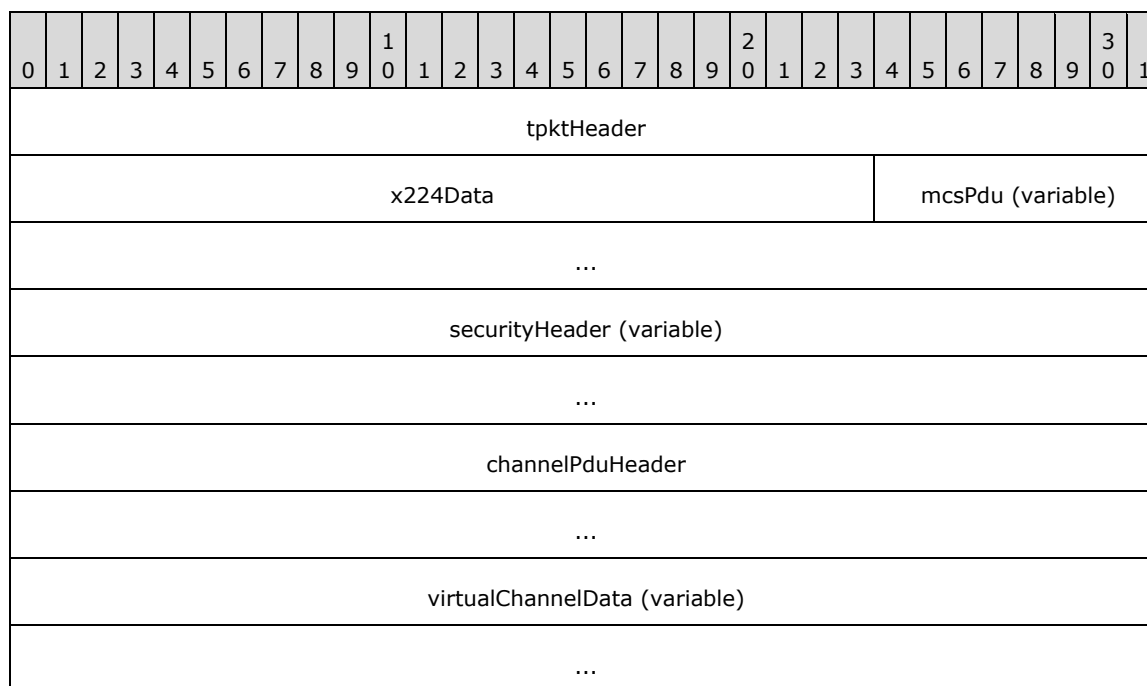 1 2 3
0 1 2 3 4 5 6 7 8 9 0 1 2 3 4 5 6 7 8 9 0 1 2 3 4 5 6 7 8 9 0 1
tpktHeader
x224Data mcsPdu (variable)
...
securityHeader (variable)
...
channelPduHeader
...
virtualChannelData (variable)
...